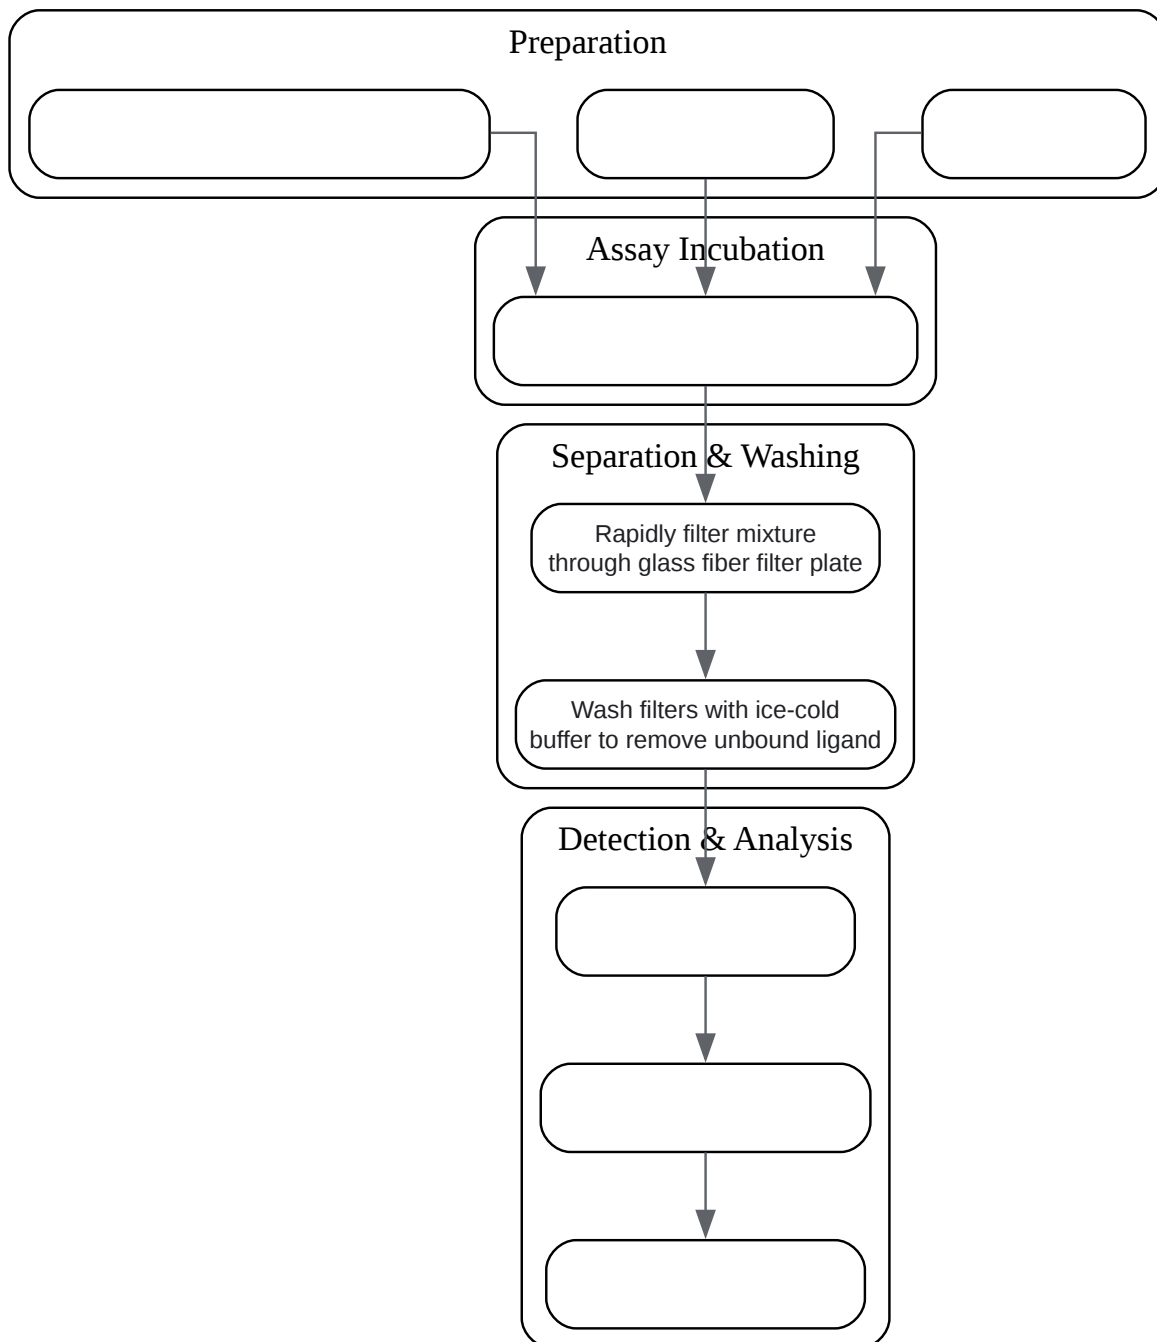 Preparation
Assay Incubation
Separation & Washing
Rapidly filter mixture
through glass fiber filter plate
Wash filters with ice-cold
buffer to remove unbound ligand
Detection & Analysis